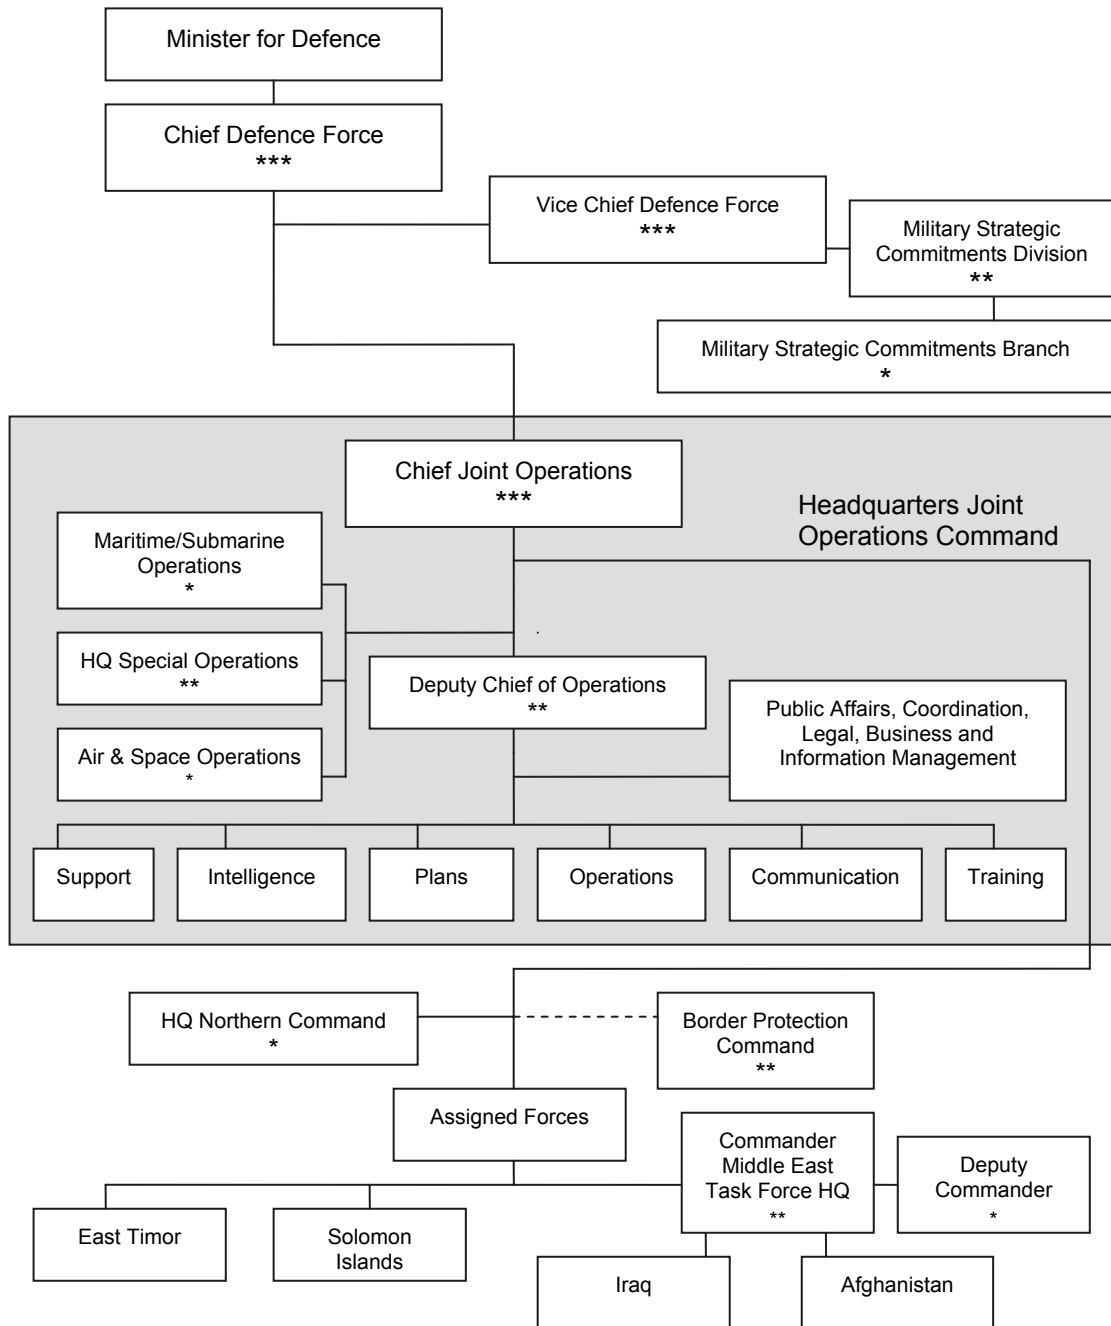 Minister for Defence
Chief Defence Force
***
Vice Chief Defence Force
***
Military Strategic
Commitments Division
**
Military Strategic Commitments Branch
*
Chief Joint Operations
***
Headquarters Joint
Operations Command
Maritime/Submarine
Operations
*
HQ Special Operations
**
Air & Space Operations
*
Deputy Chief of Operations
**
Public Affairs, Coordination,
Legal, Business and
Information Management
Support
Intelligence
Plans
Operations
Communication
Training
HQ Northern Command
*
Border Protection
Command
**
Assigned Forces
Commander
Middle East
Task Force HQ
**
Deputy
Commander
*
East Timor
Solomon
Islands
Iraq
Afghanistan